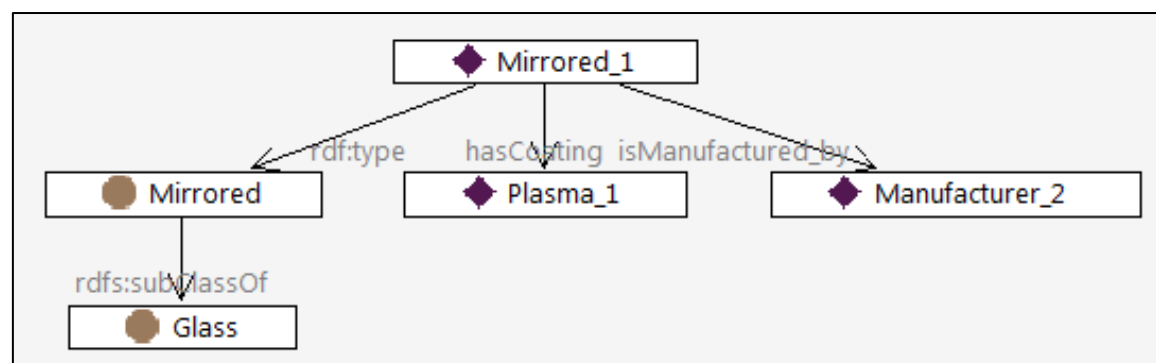 Mirrored_1
rdf:type hasCoating isManufactured_by
Mirrored Plasma_1 Manufacturer_2
rdfs:subClassOf
Glass